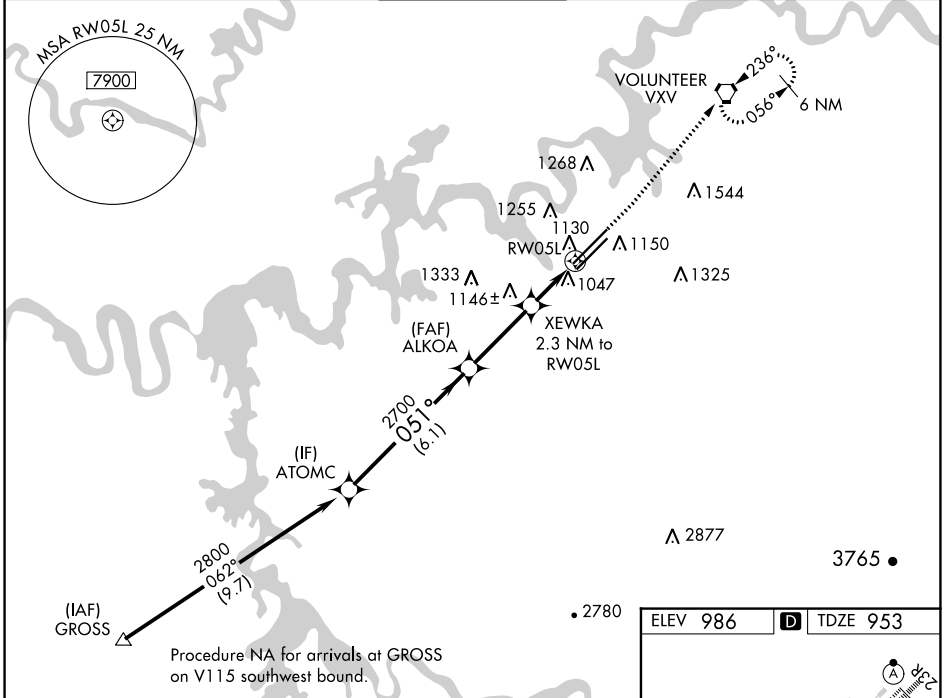 MSA RW05L 25 NM
7900
VOLUNTEER
VXV
236°
056°
6 NM
1268
1544
1255
1130
RW05L
1150
1333
1047
1325
1146±
(FAF)
ALKOA
XEWKA
2.3 NM to
RW05L
2700
051°
(6.1)
(IF)
ATOMC
2877
3765
2800
062°
(9.7)
(IAF)
GROSS
2780
Procedure NA for arrivals at GROSS
on V115 southwest bound.
ELEV 986
D
TDZE 953
A
23R